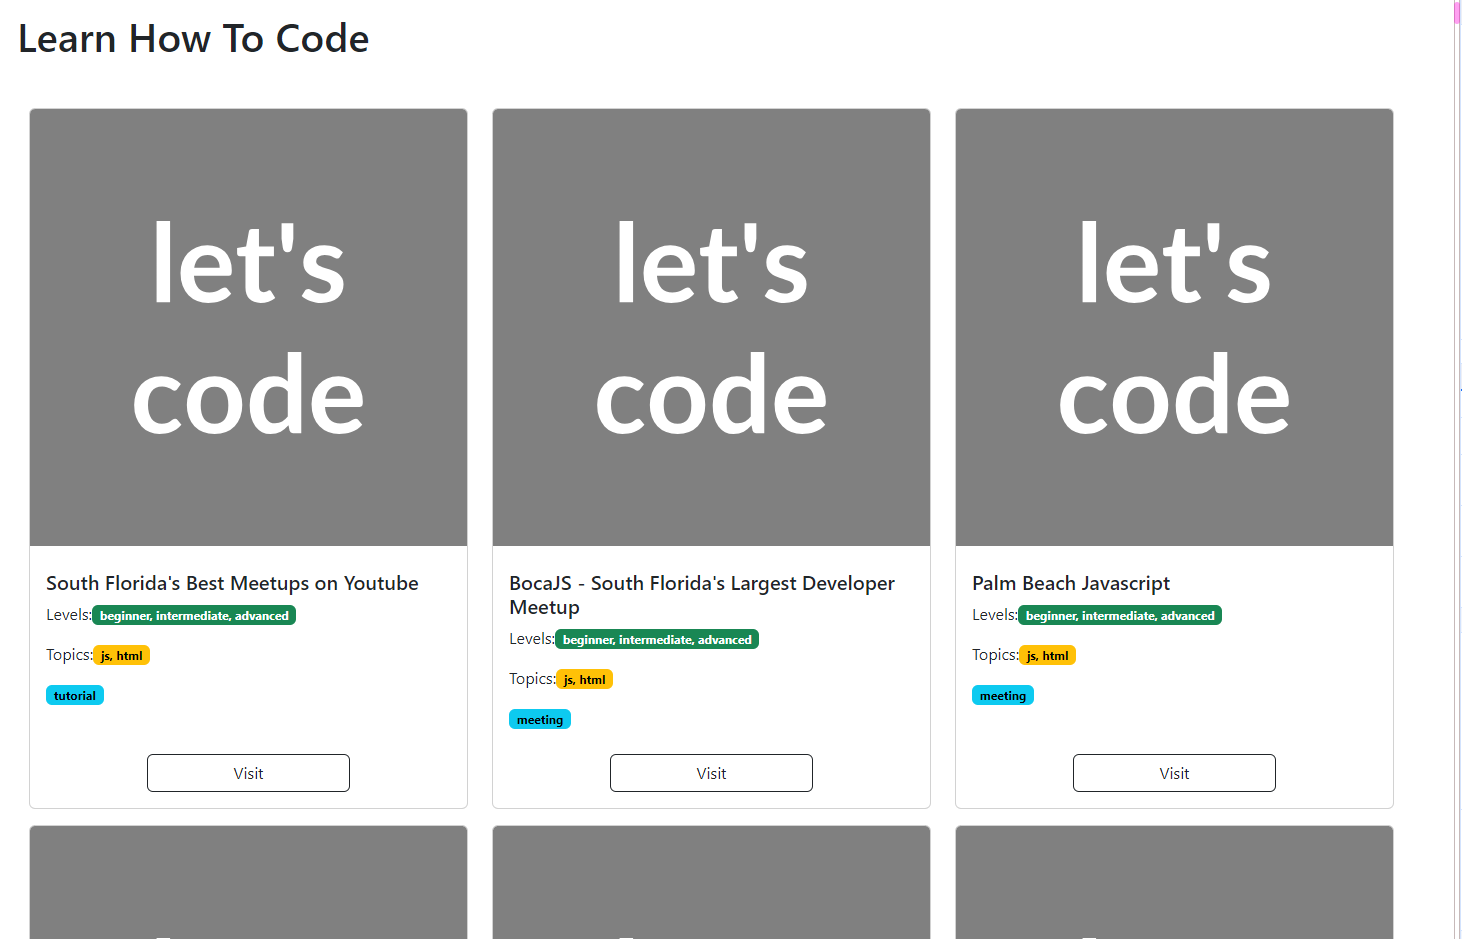 Learn How To Code
let's
code
South Florida's Best Meetups on Youtube
Levels:beginner, intermediate, advanced
Topics:js, html
tutorial
Visit
let's
code
BocaJS - South Florida's Largest Developer
Meetup
Levels:beginner, intermediate, advanced
Topics:js, html
meeting
Visit
let's
code
Palm Beach Javascript
Levels:beginner, intermediate, advanced
Topics:js, html
meeting
Visit